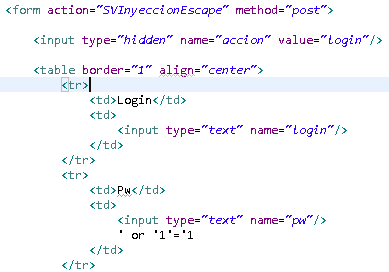 <form action="SVInyeccionEscape" method="post">
<input type="hidden" name="accion" value="login"/>
<table border="1" align="center">
<tr>
<td>Login</td>
<td>
<input type="text" name="login"/>
</td>
</tr>
<tr>
<td>Pw</td>
<td>
<input type="text" name="pw"/>
' or '1'='1
</td>
</tr>